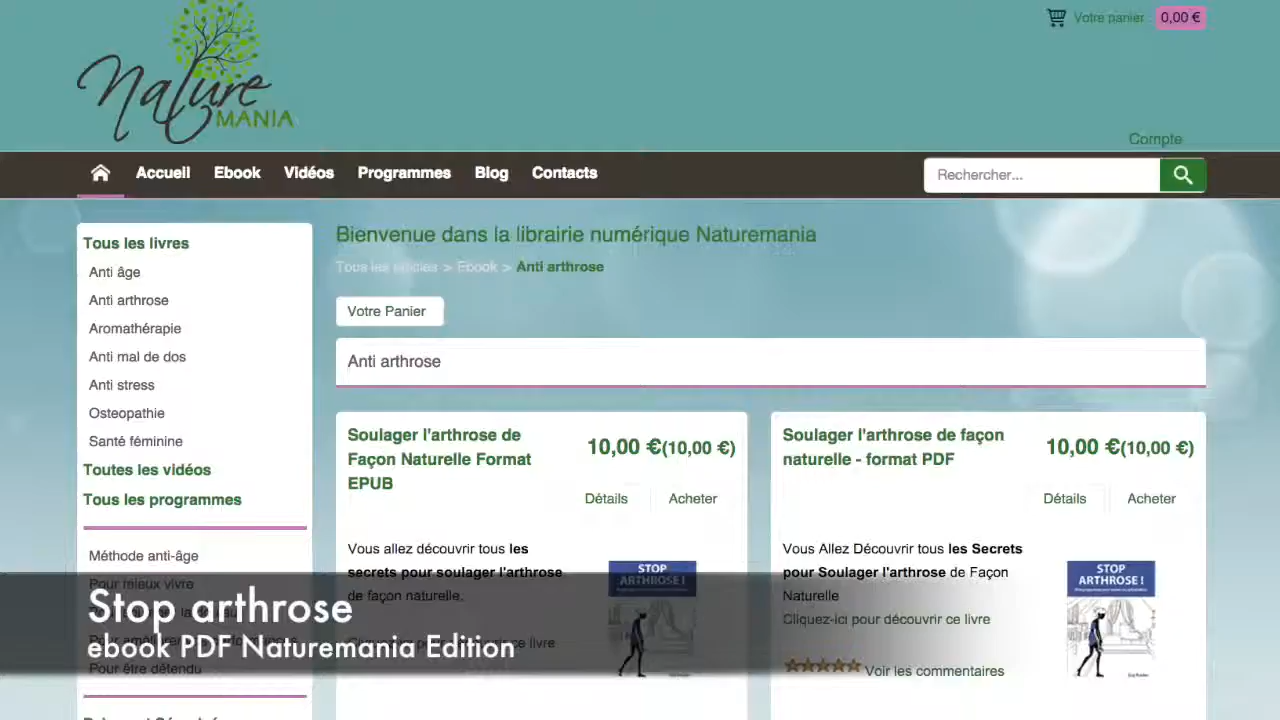 Nature
MANIA
Votre panier 0,00 €
Compte
Accueil Ebook Vidéos Programmes Blog Contacts
Rechercher...
Tous les livres
Anti âge
Anti arthrose
Aromathérapie
Anti mal de dos
Anti stress
Osteopathie
Santé féminine
Toutes les vidéos
Tous les programmes
Méthode anti-âge
Pour mieux vivre
Pour être détendu
Bienvenue dans la librairie numérique Naturemania
Tous les articles > Ebook > Anti arthrose
Votre Panier
Anti arthrose
Soulager l'arthrose de
Façon Naturelle Format
EPUB
10,00 €(10,00 €)
Détails Acheter
Vous allez découvrir tous les
secrets pour soulager l'arthrose
de façon naturelle.
STOP
ARTHROSE !
Soulager l'arthrose de façon
naturelle - format PDF
10,00 €(10,00 €)
Détails Acheter
Vous Allez Découvrir tous les Secrets
pour Soulager l'arthrose de Façon
Naturelle
Cliquez-ici pour découvrir ce livre
Voir les commentaires
STOP
ARTHROSE !
Stop arthrose
ebook PDF Naturemania Edition